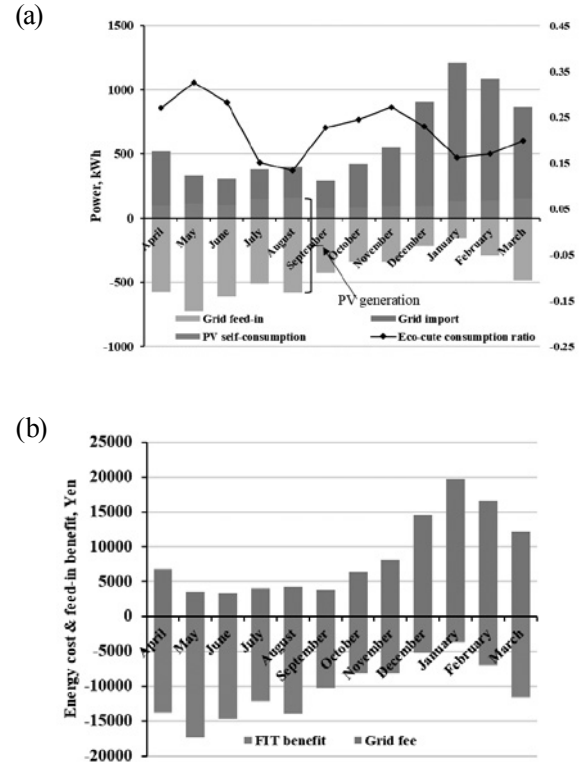 (a)
1500
1000
500
0
-500
-1000
Power, kWh
0.45
0.35
0.25
0.15
0.05
-0.05
-0.15
-0.25
April
May
June
July
August
September
October
November
December
January
February
March
PV generation
Grid feed-in
Grid import
PV self-consumption
Eco-cute consumption ratio
(b)
25000
20000
15000
10000
5000
0
-5000
-10000
-15000
-20000
Energy cost & feed-in benefit, Yen
April
May
June
July
August
September
October
November
December
January
February
March
FIT benefit
Grid fee